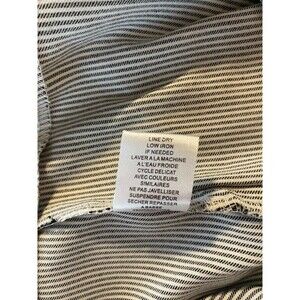 LINE DRY
LOW IRON
IF NEEDED
LAVER A LA MACHINE
A L'EAU FROIDE
CYCLE DELICAT
AVEC COULEURS
SIMILAIRES
NE PAS JAVELLISER
SUSPENDRE POUR
SECHER REPASSER